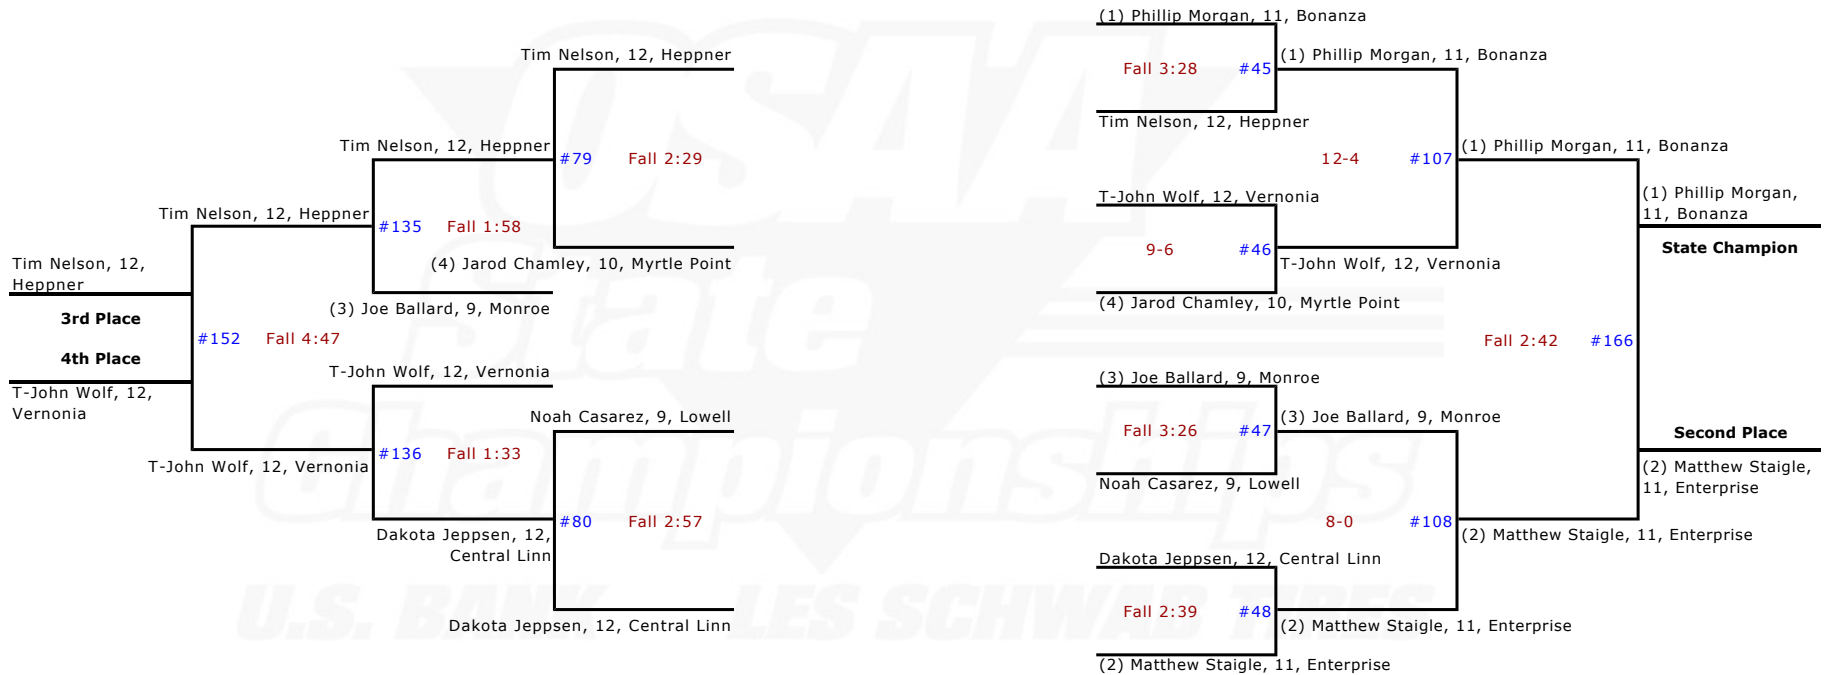 Tim Nelson, 12, Heppner
Tim Nelson, 12, Heppner
#79 Fall 2:29
Tim Nelson, 12, Heppner
#135 Fall 1:58
(4) Jarod Chamley, 10, Myrtle Point
Tim Nelson, 12,
Heppner
(3) Joe Ballard, 9, Monroe
3rd Place
#152 Fall 4:47
4th Place
T-John Wolf, 12,
Vernonia
T-John Wolf, 12, Vernonia
Noah Casarez, 9, Lowell
#136 Fall 1:33
T-John Wolf, 12, Vernonia
#80 Fall 2:57
Dakota Jeppsen, 12,
Central Linn
Dakota Jeppsen, 12, Central Linn
(1) Phillip Morgan, 11, Bonanza
(1) Phillip Morgan, 11, Bonanza
Fall 3:28 #45
Tim Nelson, 12, Heppner
(1) Phillip Morgan, 11, Bonanza
12-4 #107
T-John Wolf, 12, Vernonia
(1) Phillip Morgan,
11, Bonanza
State Champion
9-6 #46
T-John Wolf, 12, Vernonia
(4) Jarod Chamley, 10, Myrtle Point
Fall 2:42 #166
(3) Joe Ballard, 9, Monroe
(3) Joe Ballard, 9, Monroe
Fall 3:26 #47
Second Place
(2) Matthew Staigle,
11, Enterprise
Noah Casarez, 9, Lowell
8-0 #108
(2) Matthew Staigle, 11, Enterprise
Dakota Jeppsen, 12, Central Linn
Fall 2:39 #48
(2) Matthew Staigle, 11, Enterprise
(2) Matthew Staigle, 11, Enterprise
OSAA
State
Championships
U.S. BANK LES SCHWAB TIRES